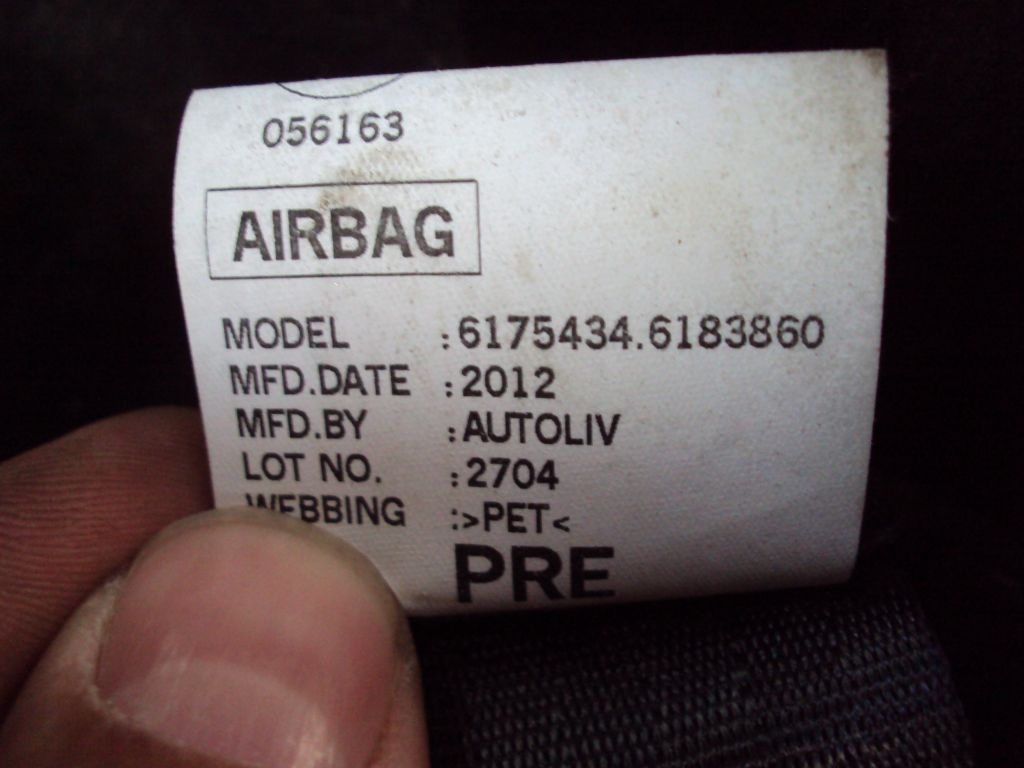 056163
AIRBAG
MODEL :6175434.6183860
MFD.DATE :2012
MFD.BY :AUTOLIV
LOT NO. :2704
WEBBING :>PET<
PRE